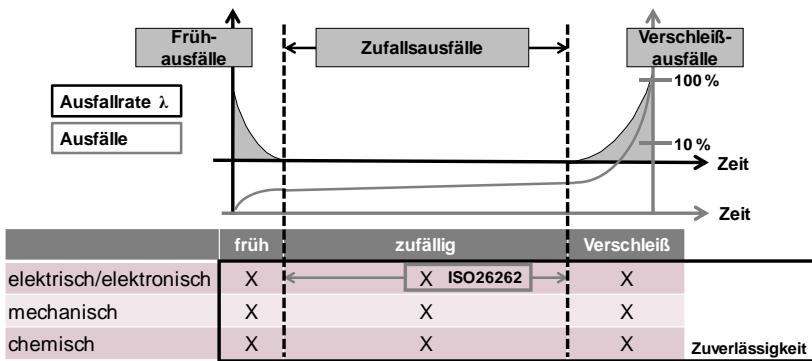 Früh-
ausfälle
Zufallsausfälle
Verschleiß-
ausfälle
100 %
Ausfallrate λ
Ausfälle
10 %
Zeit
Zeit
früh zufällig Verschleiß
elektrisch/elektronisch X X ISO26262 X
mechanisch X X X
chemisch X X X
Zuverlässigkeit